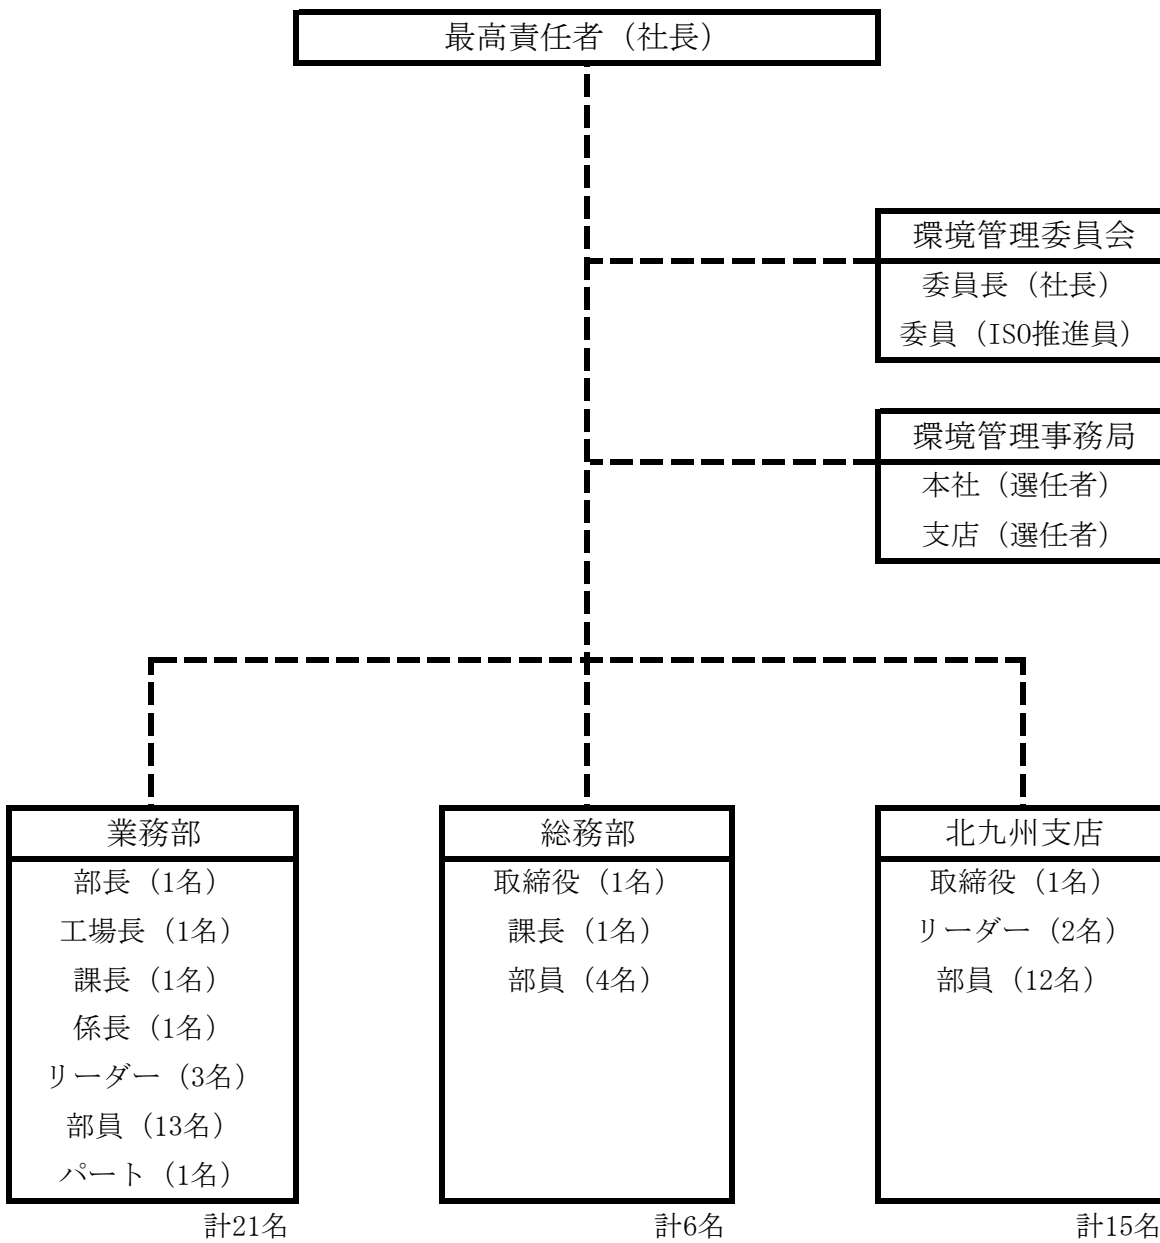 最高責任者（社長）
環境管理委員会
委員長（社長）
委員（ISO推進員）
環境管理事務局
本社（選任者）
支店（選任者）
業務部
部長（1名）
工場長（1名）
課長（1名）
係長（1名）
リーダー（3名）
部員（13名）
パート（1名）
計21名
総務部
取締役（1名）
課長（1名）
部員（4名）
計6名
北九州支店
取締役（1名）
リーダー（2名）
部員（12名）
計15名